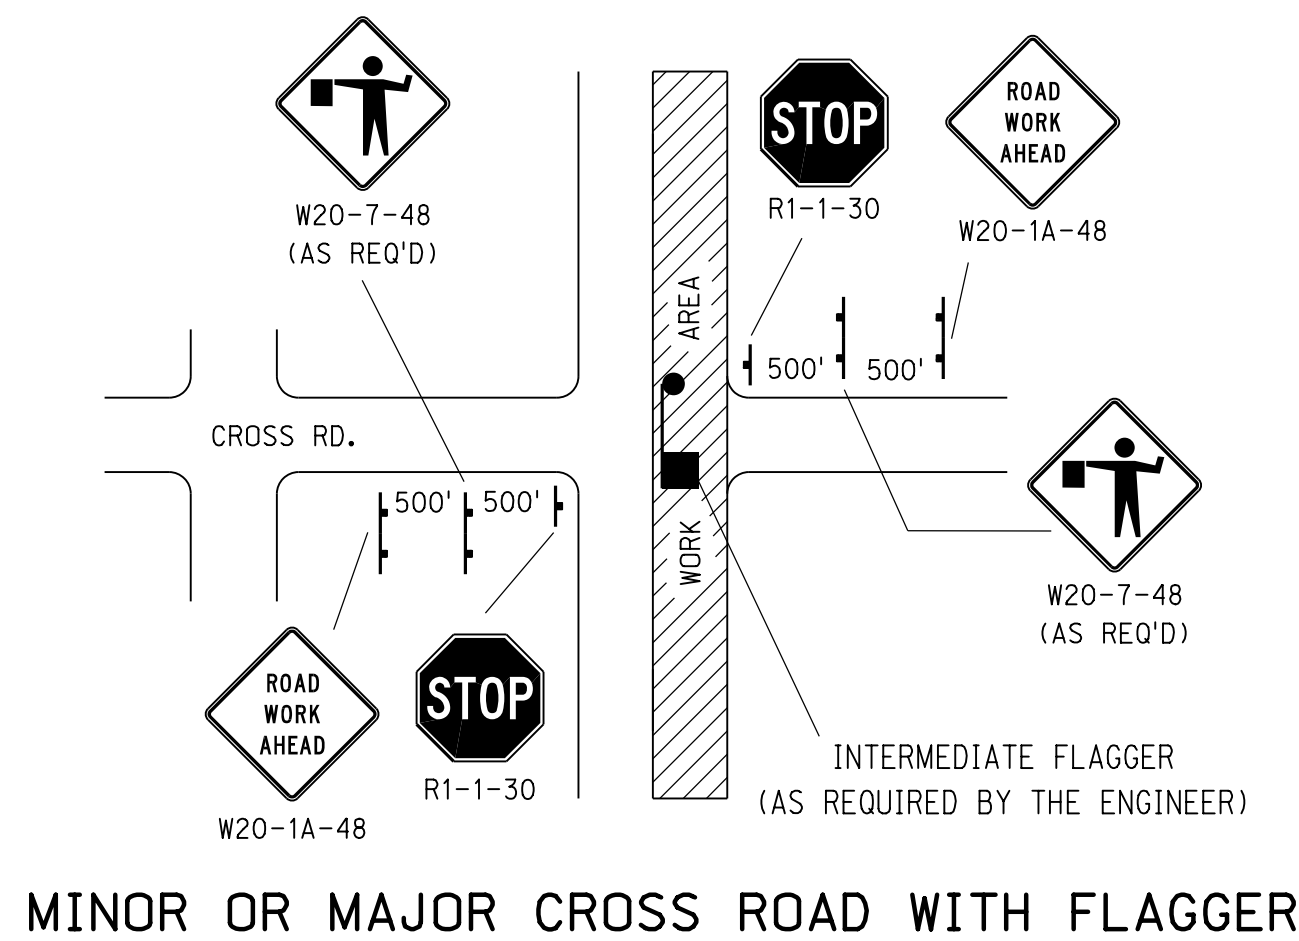 STOP
ROAD
WORK
AHEAD
W20-7-48
(AS REQ'D)
R1-1-30
W20-1A-48
AREA
500'
500'
CROSS RD.
500'
500'
WORK
W20-7-48
(AS REQ'D)
ROAD
WORK
AHEAD
STOP
R1-1-30
W20-1A-48
INTERMEDIATE FLAGGER
(AS REQUIRED BY THE ENGINEER)
MINOR OR MAJOR CROSS ROAD WITH FLAGGER